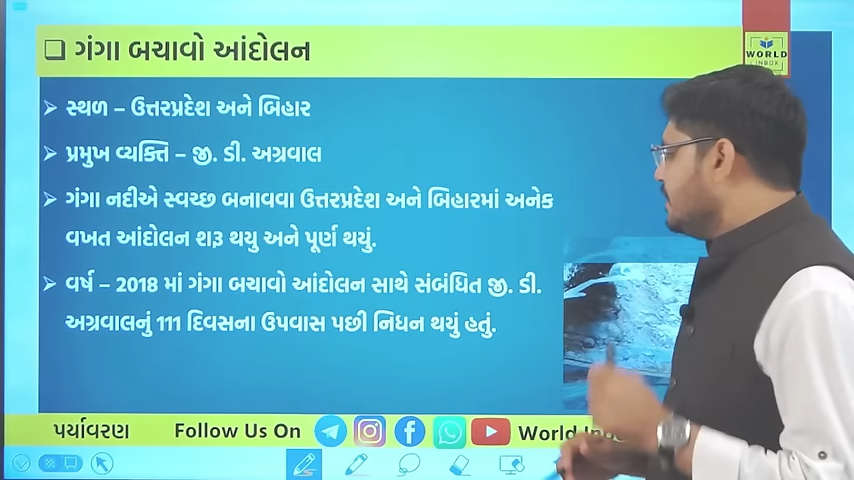 ❑ ગંગા બચાવો આંદોલન
WORLD
INBOX
➤ સ્થળ – ઉત્તરપ્રદેશ અને બિહાર
➤ પ્રમુખ વ્યક્તિ – જી. ડી. અગ્રવાલ
➤ ગંગા નદીએ સ્વચ્છ બનાવવા ઉત્તરપ્રદેશ અને બિહારમાં અનેક
વખત આંદોલન શરૂ થયુ અને પૂર્ણ થયું.
➤ વર્ષ – 2018 માં ગંગા બચાવો આંદોલન સાથે સંબંધિત જી. ડી.
અગ્રવાલનું 111 દિવસના ઉપવાસ પછી નિધન થયું હતું.
પર્યાવરણ Follow Us On World